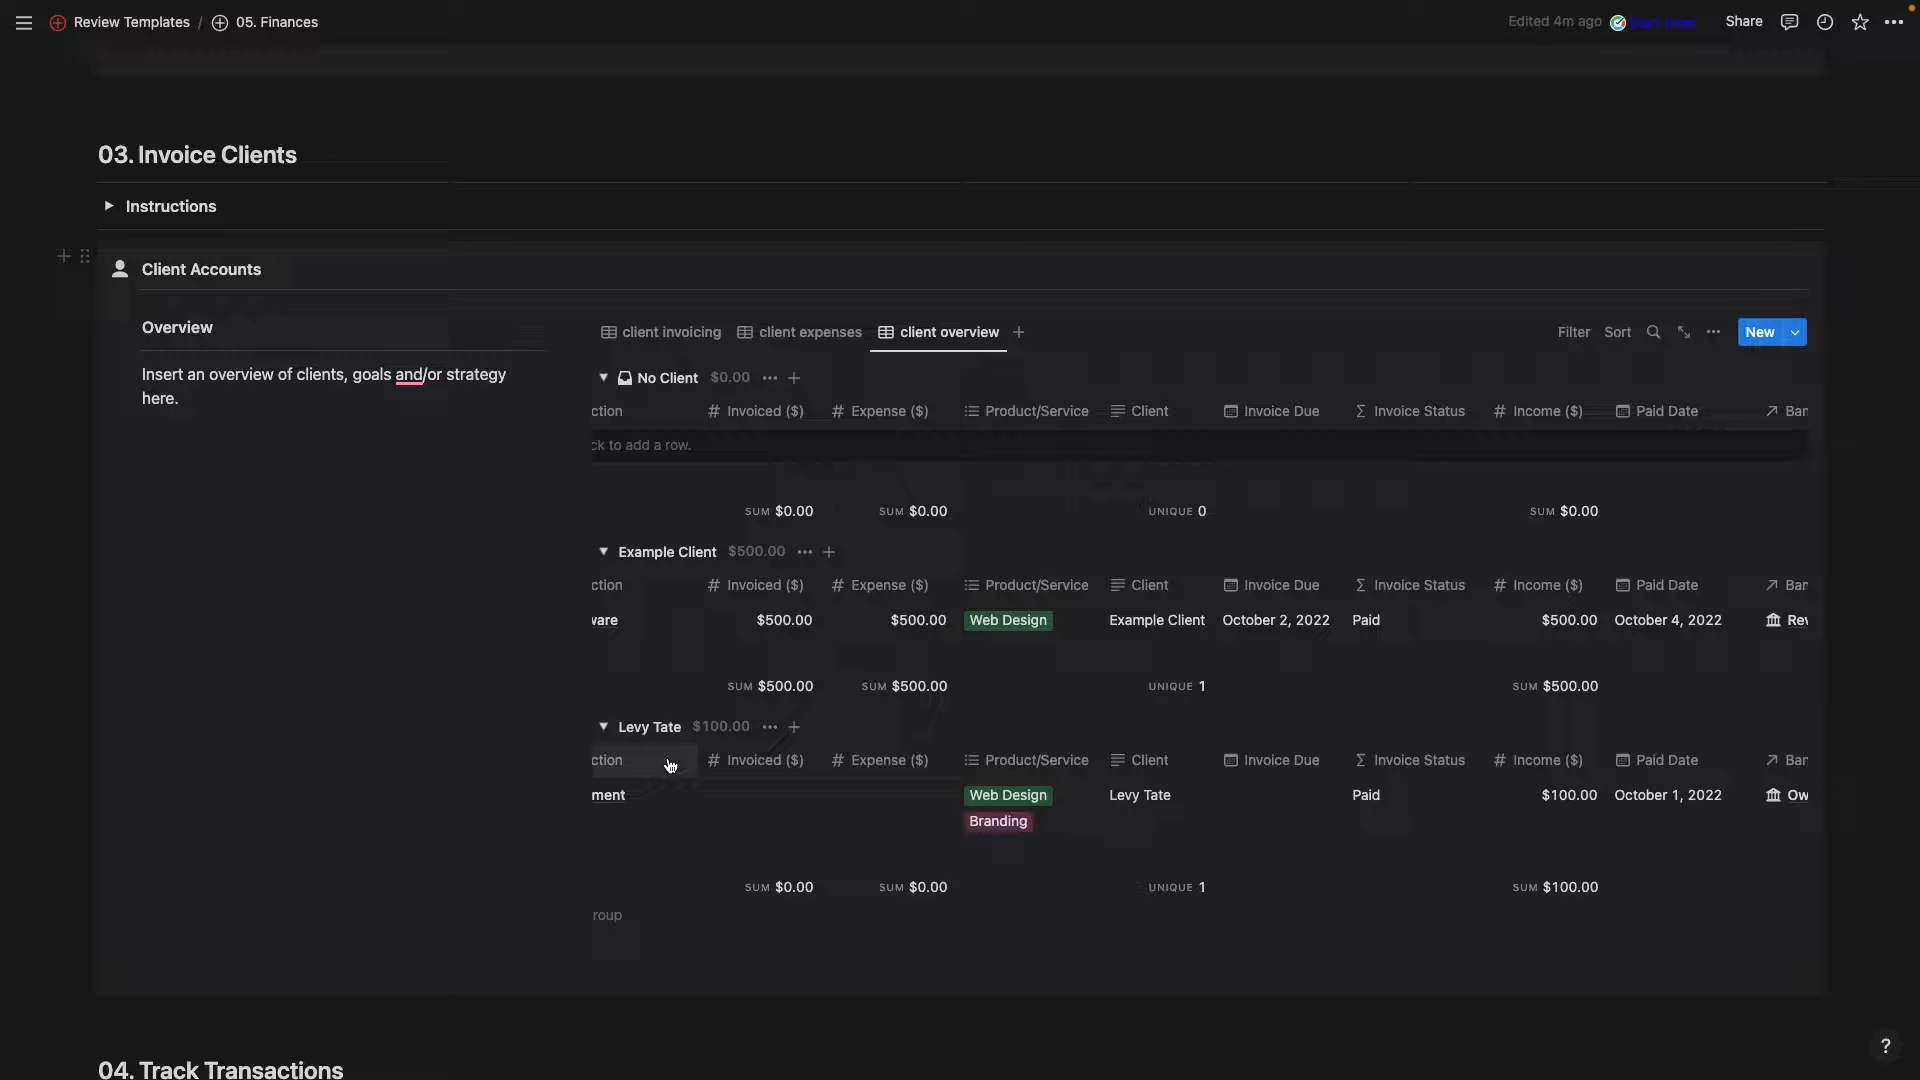 Review Templates / 05. Finances
Edited 4m ago Start timer Share
03. Invoice Clients
Instructions
Client Accounts
Overview
Insert an overview of clients, goals and/or strategy
here.
client invoicing client expenses client overview
Filter Sort New
No Client $0.00
ction Invoiced ($) Expense ($) Product/Service Client Invoice Due Invoice Status Income ($) Paid Date Ban
ck to add a row.
SUM $0.00 SUM $0.00 UNIQUE 0 SUM $0.00
Example Client $500.00
ction Invoiced ($) Expense ($) Product/Service Client Invoice Due Invoice Status Income ($) Paid Date Ban
ware $500.00 $500.00 Web Design Example Client October 2, 2022 Paid $500.00 October 4, 2022 Rev
SUM $500.00 SUM $500.00 UNIQUE 1 SUM $500.00
Levy Tate $100.00
ction Invoiced ($) Expense ($) Product/Service Client Invoice Due Invoice Status Income ($) Paid Date Ban
ment Web Design Levy Tate Paid $100.00 October 1, 2022 Ow
Branding
SUM $0.00 SUM $0.00 UNIQUE 1 SUM $100.00
roup
04. Track Transactions
?